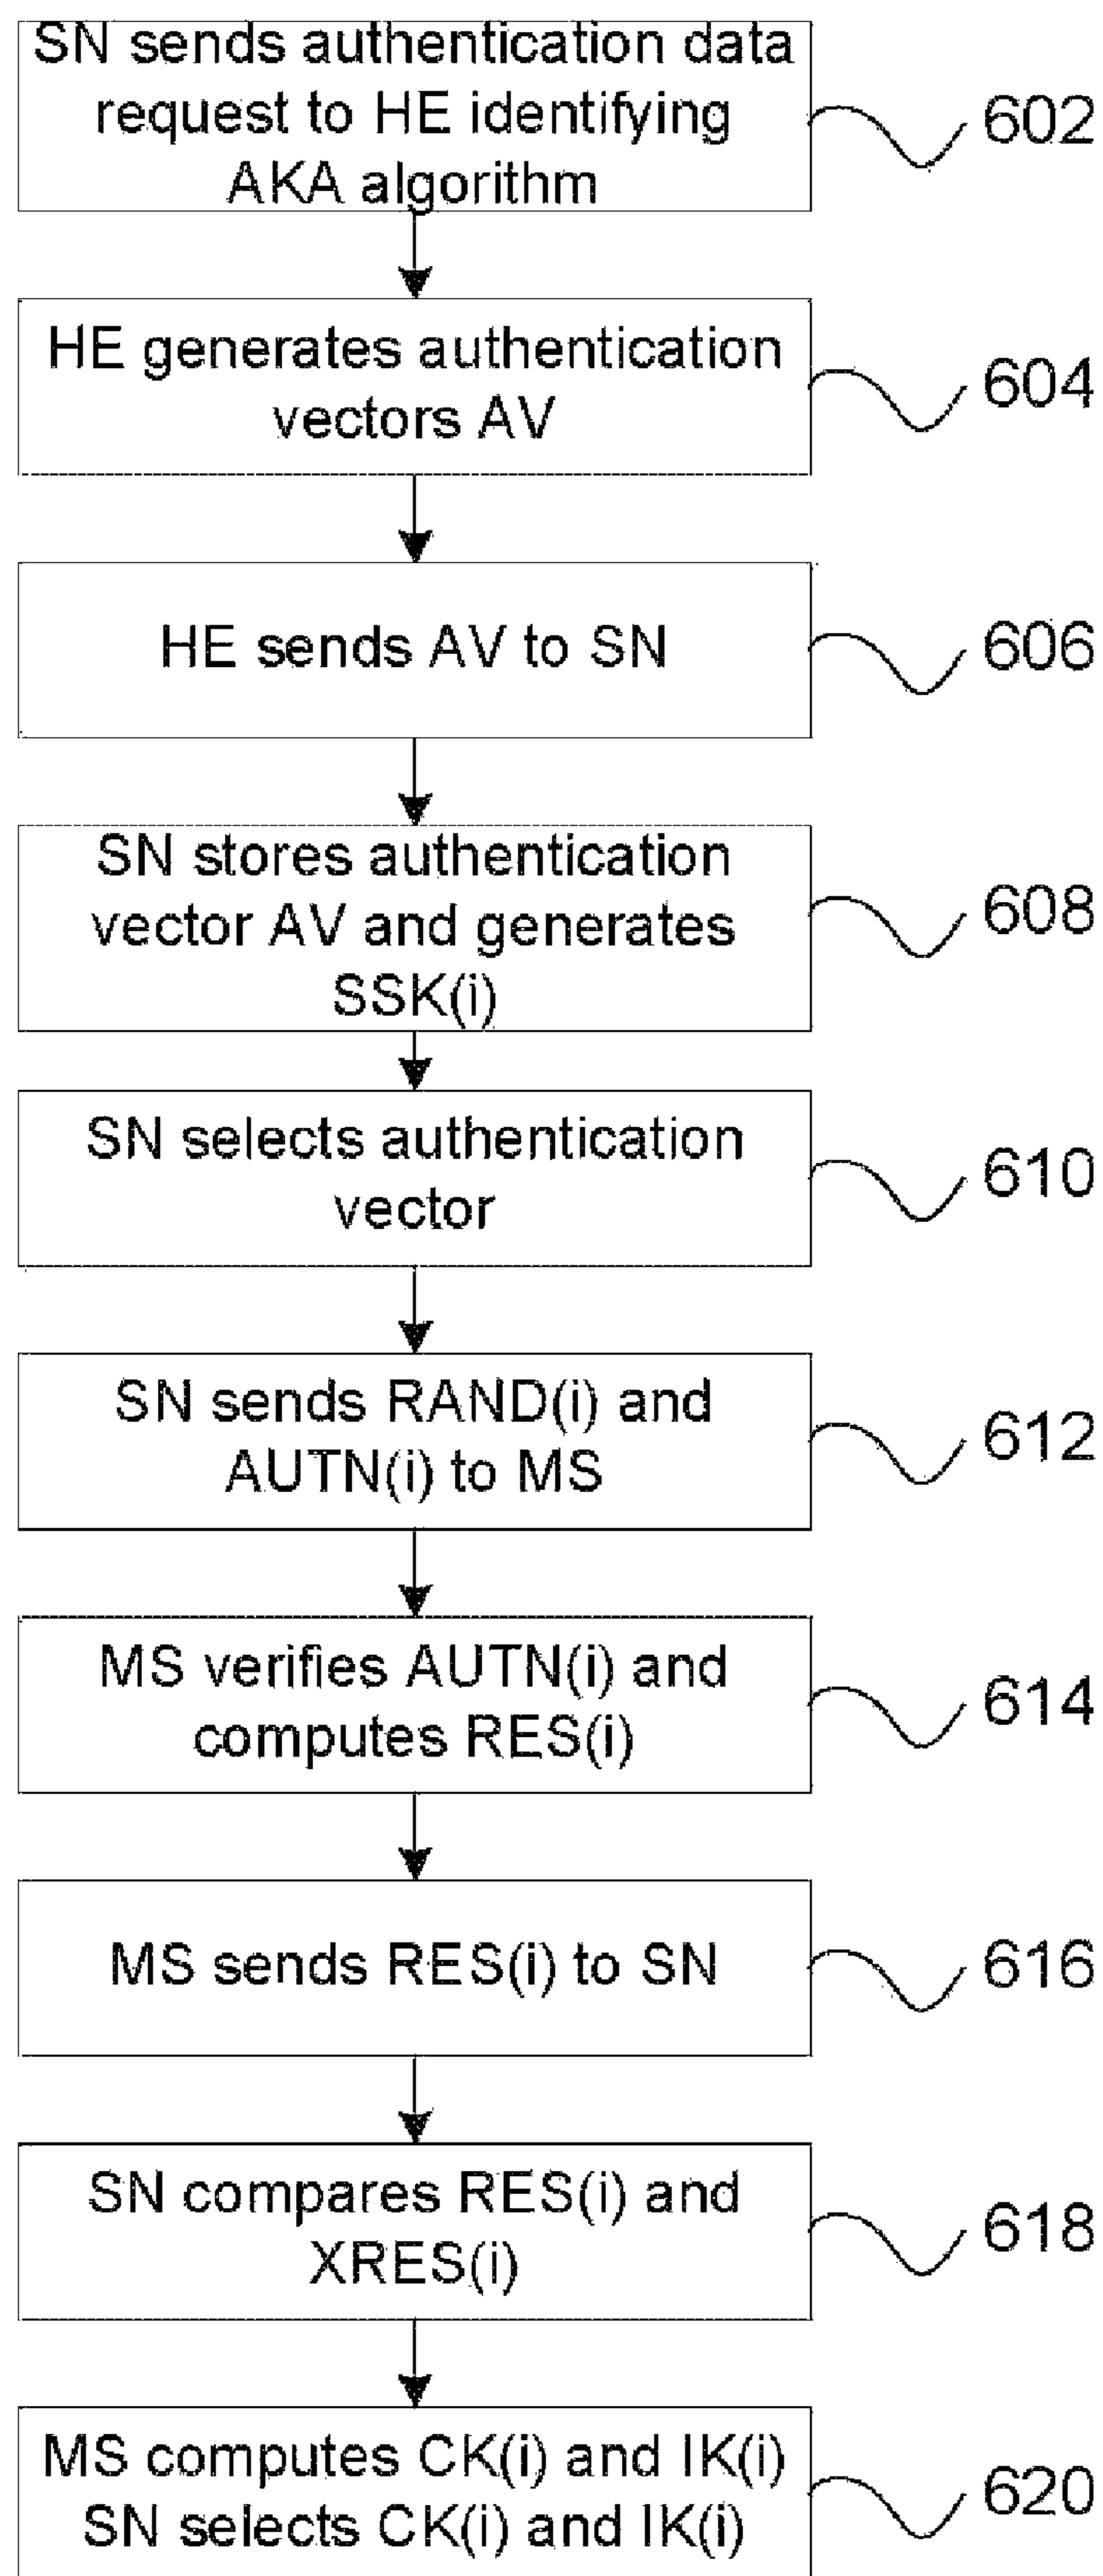 SN sends authentication data
request to HE identifying
AKA algorithm
602
HE generates authentication
vectors AV
604
HE sends AV to SN
606
SN stores authentication
vector AV and generates
SSK(i)
608
SN selects authentication
vector
610
SN sends RAND(i) and
AUTN(i) to MS
612
MS verifies AUTN(i) and
computes RES(i)
614
MS sends RES(i) to SN
616
SN compares RES(i) and
XRES(i)
618
MS computes CK(i) and IK(i)
SN selects CK(i) and IK(i)
620